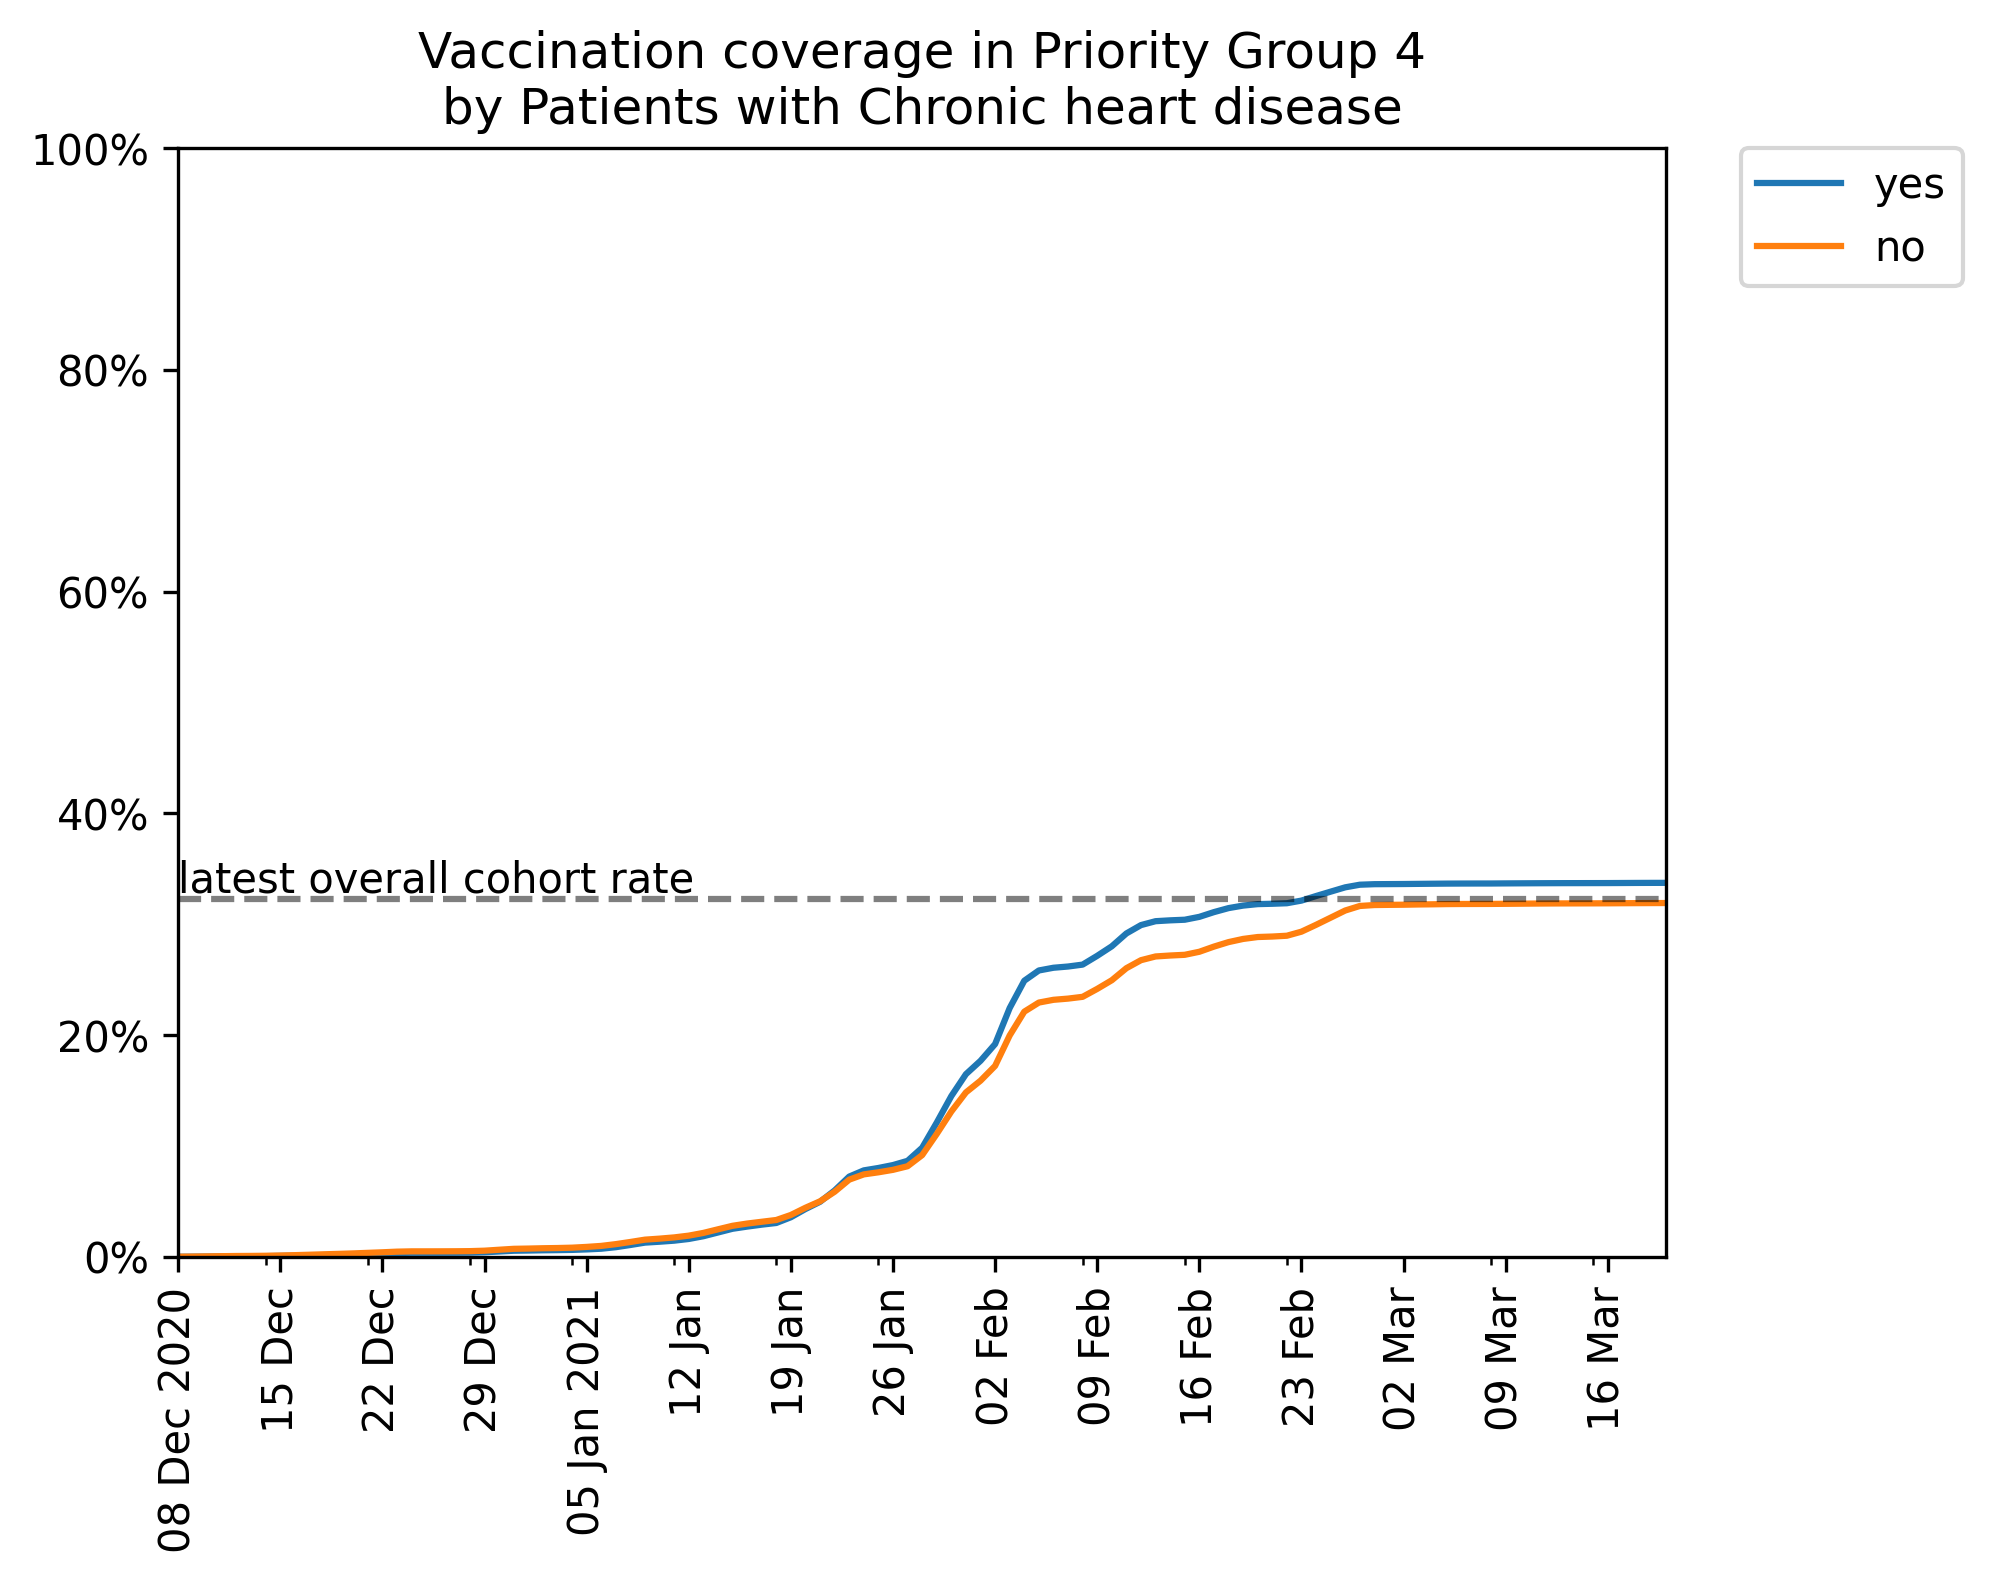 Vaccination coverage in Priority Group 4
by Patients with Chronic heart disease
100%
80%
60%
40%
20%
0%
latest overall cohort rate
yes
no
08 Dec 2020
15 Dec
22 Dec
29 Dec
05 Jan 2021
12 Jan
19 Jan
26 Jan
02 Feb
09 Feb
16 Feb
23 Feb
02 Mar
09 Mar
16 Mar